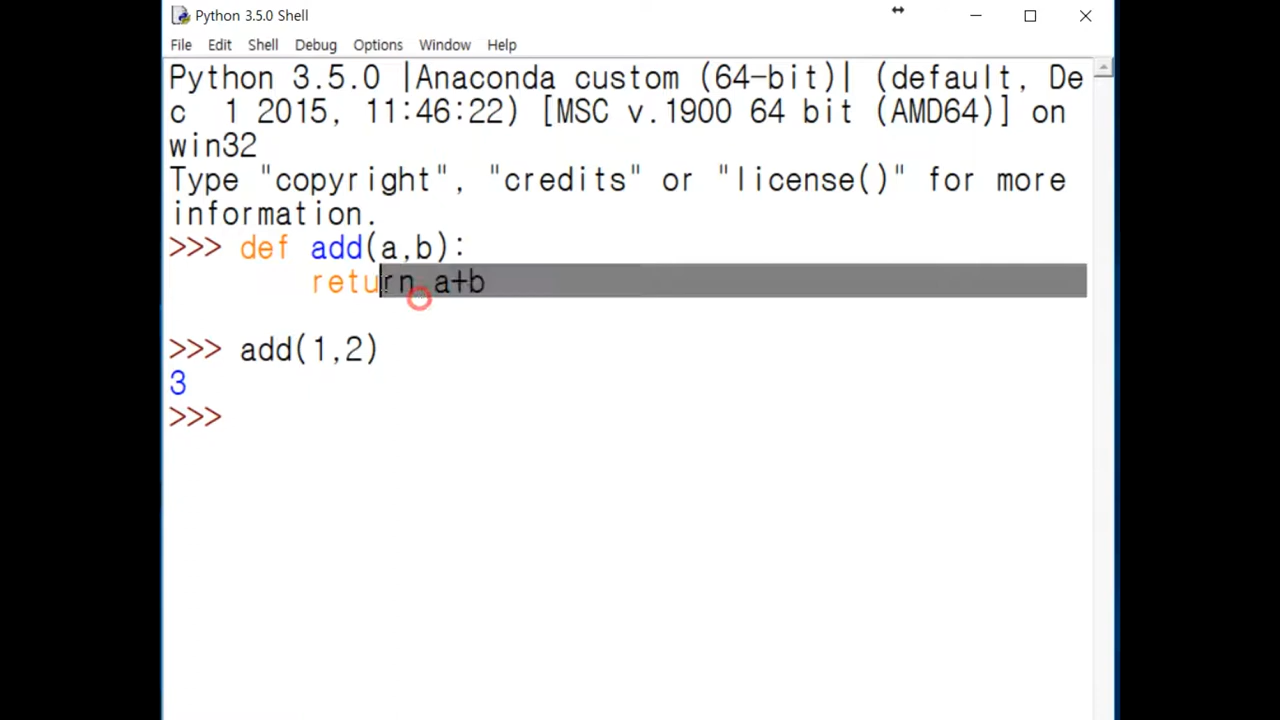 Python 3.5.0 Shell
File Edit Shell Debug Options Window Help
Python 3.5.0 |Anaconda custom (64-bit)| (default, De
c  1 2015, 11:46:22) [MSC v.1900 64 bit (AMD64)] on
win32
Type "copyright", "credits" or "license()" for more
information.
>>> def add(a,b):
        return a+b
>>> add(1,2)
3
>>>